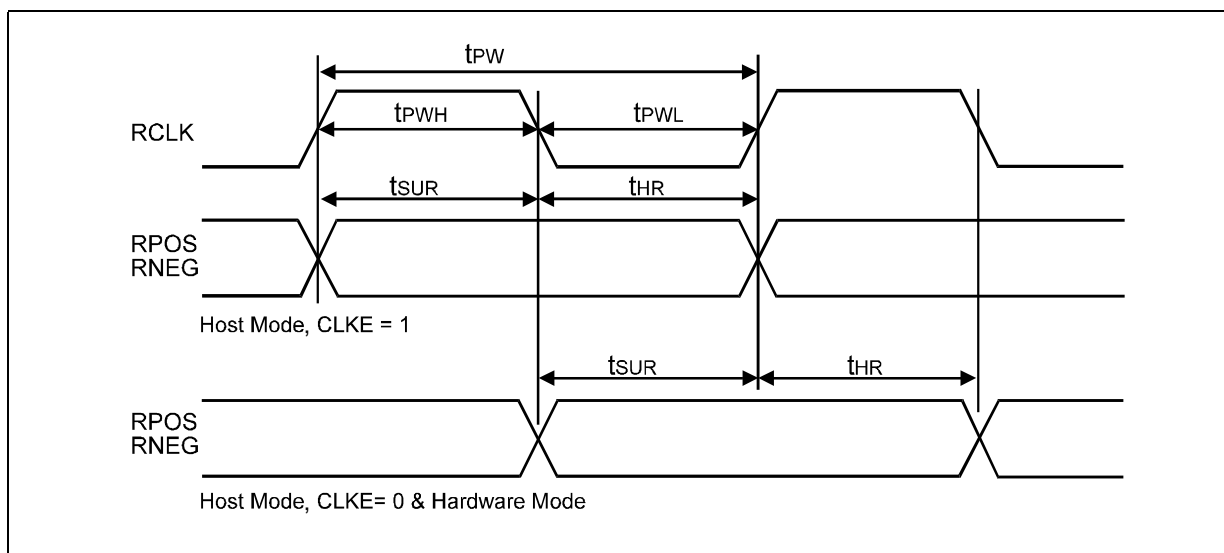 tPW
tPWH tPWL
RCLK
tSUR tHR
RPOS
RNEG
Host Mode, CLKE = 1
tSUR tHR
RPOS
RNEG
Host Mode, CLKE= 0 & Hardware Mode